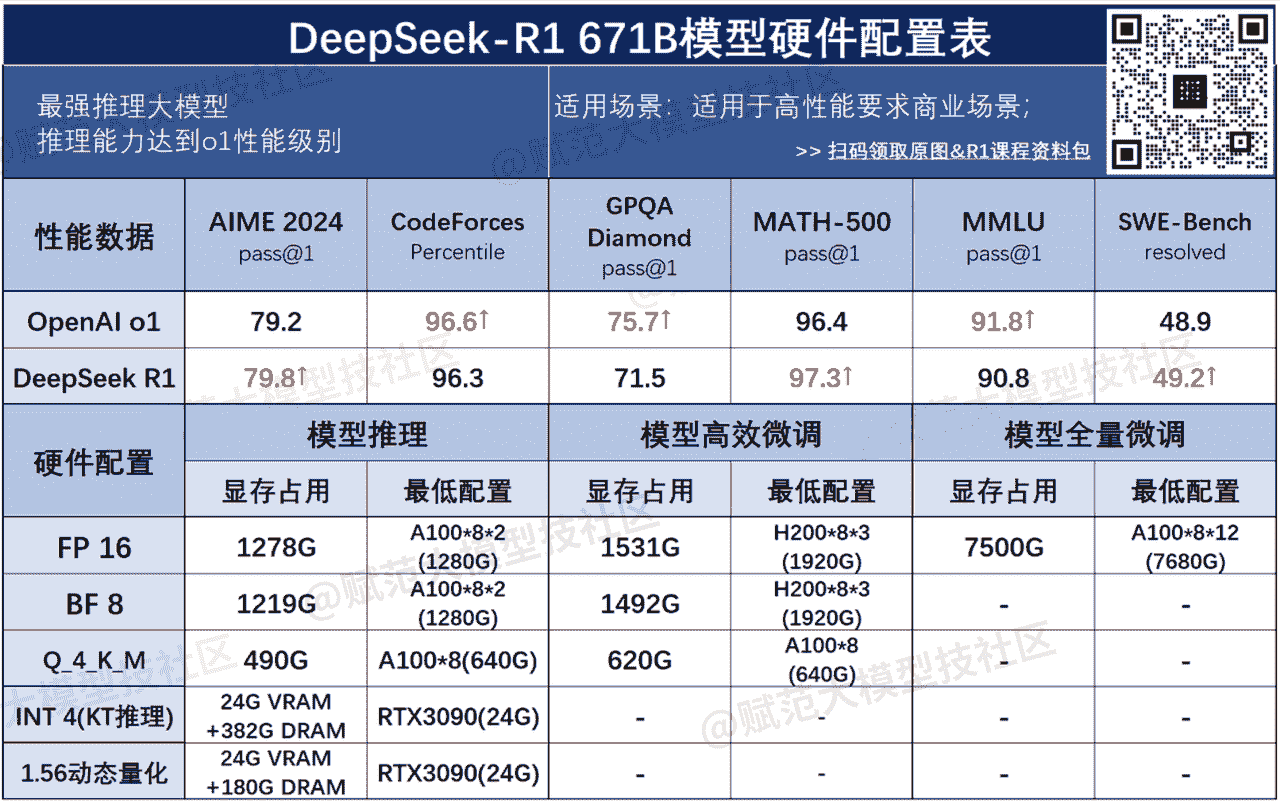 DeepSeek-R1 671B模型硬件配置表
最强推理大模型
推理能力达到o1性能级别
适用场景：适用于高性能要求商业场景；
>> 扫码领取原图&R1课程资料包
性能数据 AIME 2024 pass@1 CodeForces Percentile GPQA Diamond pass@1 MATH-500 pass@1 MMLU pass@1 SWE-Bench resolved
OpenAI o1 79.2 96.6↑ 75.7↑ 96.4 91.8↑ 48.9
DeepSeek R1 79.8↑ 96.3 71.5 97.3↑ 90.8 49.2↑
硬件配置 模型推理 模型高效微调 模型全量微调
显存占用 最低配置 显存占用 最低配置 显存占用 最低配置
FP 16 1278G A100*8*2 (1280G) 1531G H200*8*3 (1920G) 7500G A100*8*12 (7680G)
BF 8 1219G A100*8*2 (1280G) 1492G H200*8*3 (1920G) - -
Q_4_K_M 490G A100*8(640G) 620G A100*8 (640G) - -
INT 4(KT推理) 24G VRAM +382G DRAM RTX3090(24G) - - - -
1.56动态量化 24G VRAM +180G DRAM RTX3090(24G) - - - -
@赋范大模型技社区